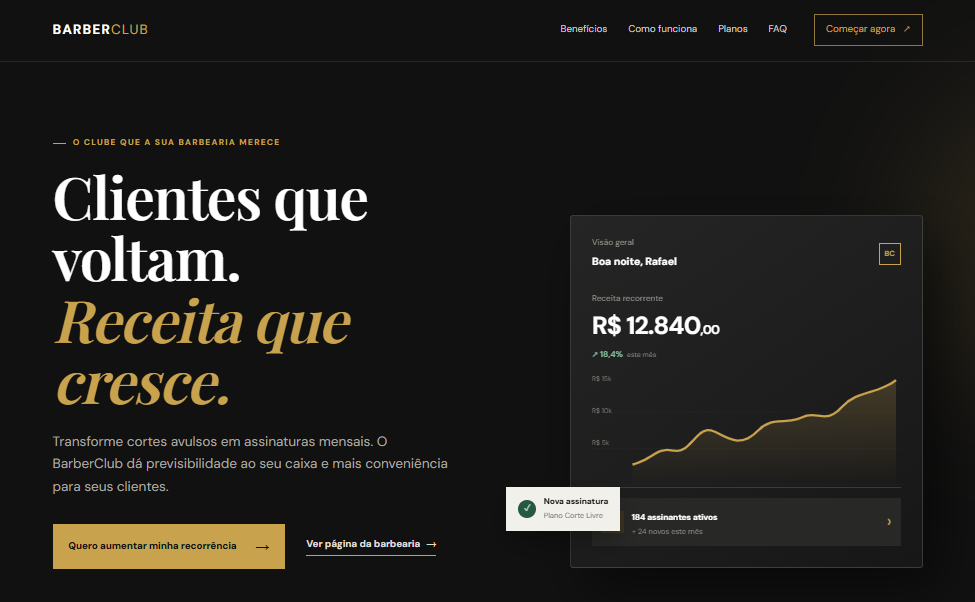 BARBERCLUB
Benefícios
Como funciona
Planos
FAQ
Começar agora ↗
O CLUBE QUE A SUA BARBEARIA MERECE
Clientes que
voltam.
Receita que
cresce.
Transforme cortes avulsos em assinaturas mensais. O
BarberClub dá previsibilidade ao seu caixa e mais conveniência
para seus clientes.
Quero aumentar minha recorrência →
Ver página da barbearia →
Visão geral
Boa noite, Rafael
BC
Receita recorrente
R$ 12.840,00
↗ 18,4% este mês
R$ 15k
R$ 10k
R$ 5k
Nova assinatura
Plano Corte Livre
184 assinantes ativos
+ 24 novos este mês